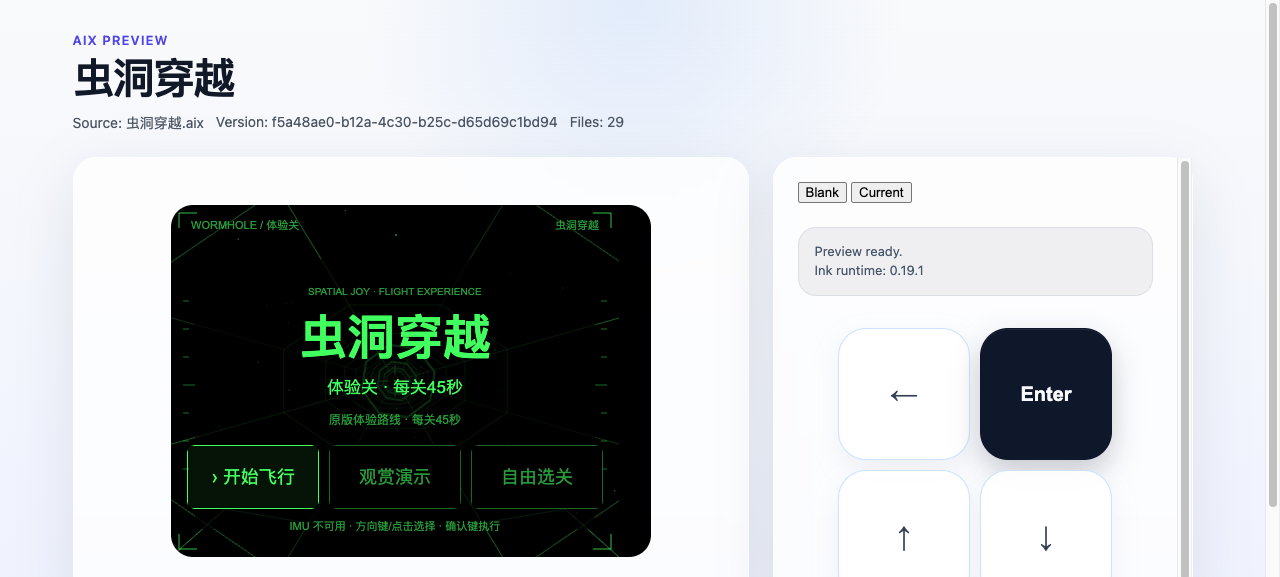 AIX PREVIEW
虫洞穿越
Source: 虫洞穿越.aix Version: f5a48ae0-b12a-4c30-b25c-d65d69c1bd94 Files: 29
WORMHOLE / 体验关 虫洞穿越
SPATIAL JOY · FLIGHT EXPERIENCE
虫洞穿越
体验关 · 每关45秒
原版体验路线 · 每关45秒
› 开始飞行 观赏演示 自由选关
IMU 不可用 · 方向键/点击选择 · 确认键执行
Blank Current
Preview ready.
Ink runtime: 0.19.1
← Enter
↑ ↓